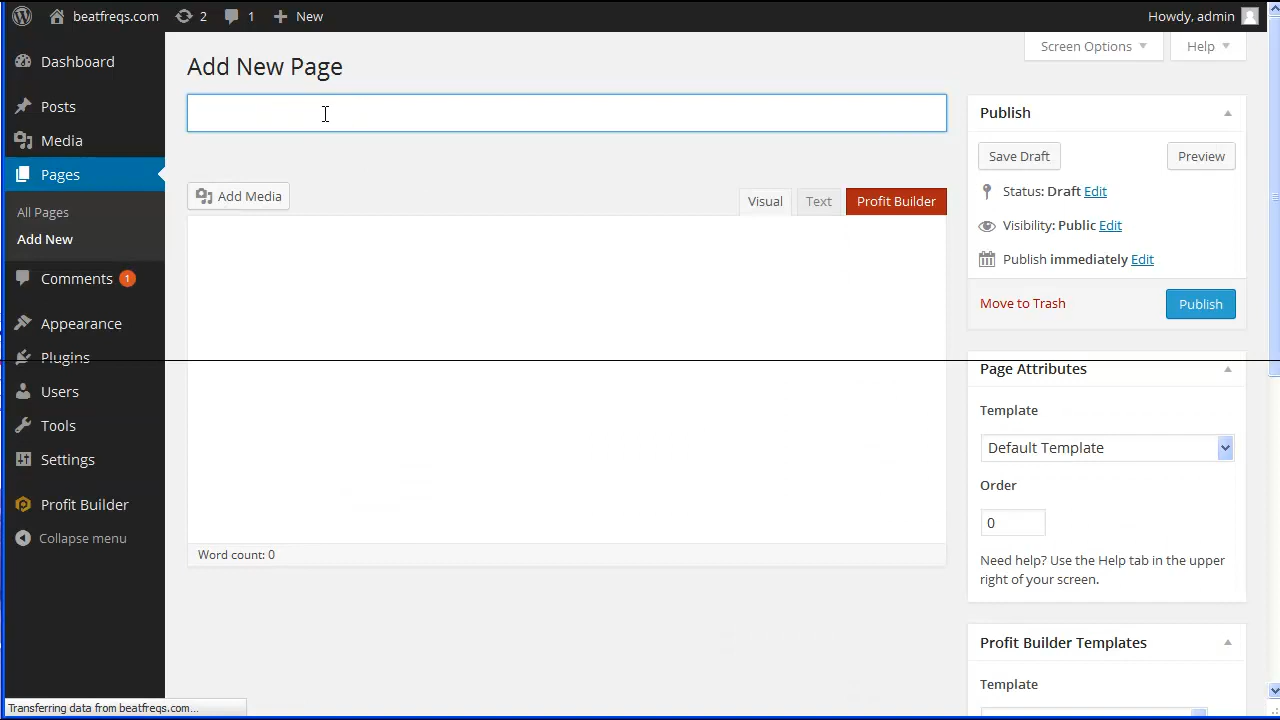 beatfreqs.com 2 1 New Howdy, admin
Screen Options Help
Dashboard
Posts
Media
Pages
All Pages
Add New
Comments 1
Appearance
Plugins
Users
Tools
Settings
Profit Builder
Collapse menu
Add New Page
Add Media
Visual Text Profit Builder
Word count: 0
Publish
Save Draft Preview
Status: Draft Edit
Visibility: Public Edit
Publish immediately Edit
Move to Trash Publish
Page Attributes
Template
Default Template
Order
0
Need help? Use the Help tab in the upper
right of your screen.
Profit Builder Templates
Template
Transferring data from beatfreqs.com...